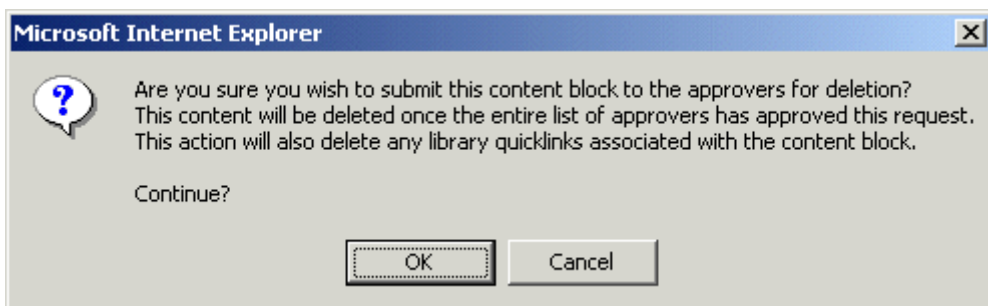 Microsoft Internet Explorer
Are you sure you wish to submit this content block to the approvers for deletion?
This content will be deleted once the entire list of approvers has approved this request.
This action will also delete any library quicklinks associated with the content block.
Continue?
OK
Cancel